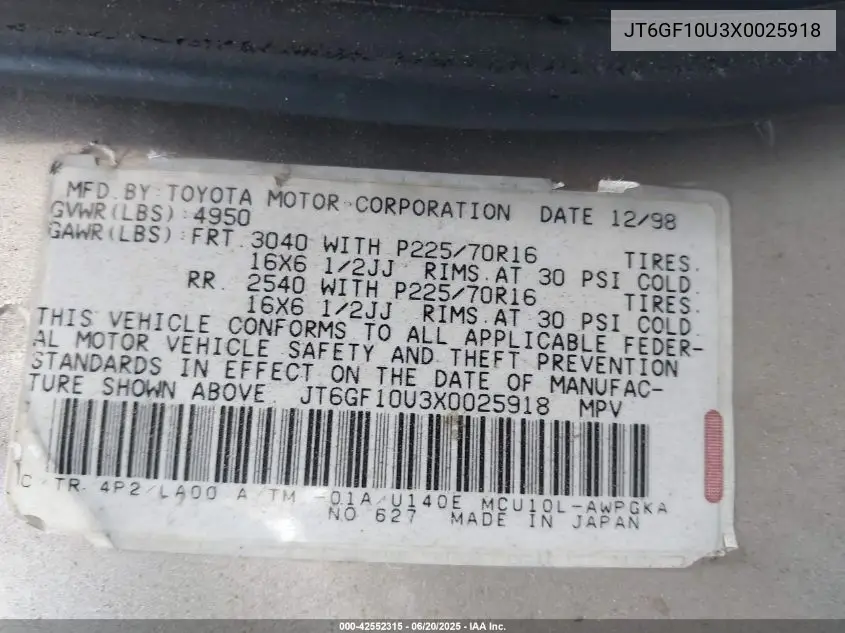 JT6GF10U3X0025918
MFD. BY: TOYOTA MOTOR CORPORATION DATE 12/98
GVWR(LBS):4950
GAWR(LBS):FRT. 3040 WITH P225/70R16 TIRES.
16X6 1/2JJ RIMS.AT 30 PSI COLD.
RR. 2540 WITH P225/70R16 TIRES.
16X6 1/2JJ RIMS.AT 30 PSI COLD.
THIS VEHICLE CONFORMS TO ALL APPLICABLE FEDER-
AL MOTOR VEHICLE SAFETY AND THEFT PREVENTION
STANDARDS IN EFFECT ON THE DATE OF MANUFAC-
TURE SHOWN ABOVE. JT6GF10U3X0025918 MPV
C/TR. 4P2/LA00 A/TM -01A/U140E MCU10L-AWPGKA
NO 627 MADE IN JAPAN
000-42552315 - 06/20/2025 - IAA Inc.